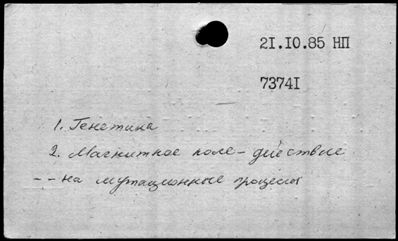 21.10.85 НП
73741
1. Генетика
2. Магнитное поле - действие
-- на мутационные процессы